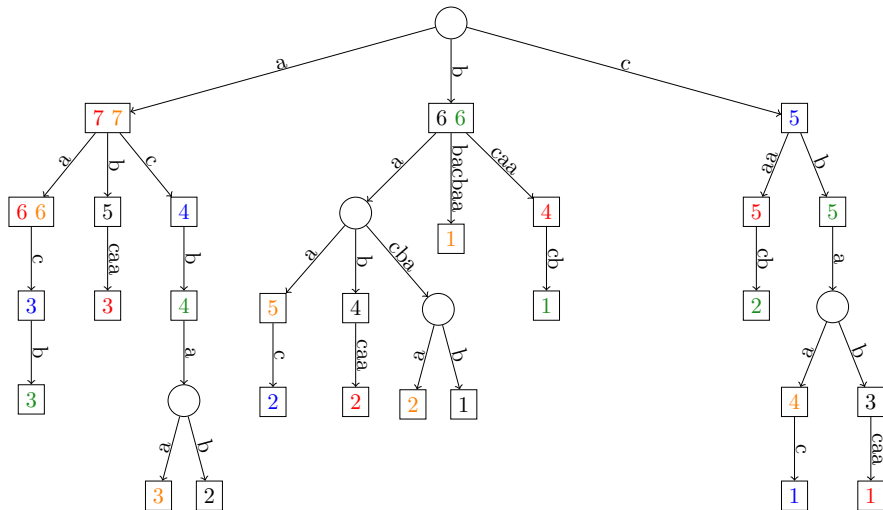 a b c
7 7 6 6 5
a b c a bacbaa caa aa b
6 6 5 4 4 5 5
1
c caa b a b cba cb cb a
3 3 4 5 4 1 2
b a c caa a b a b
3 2 2 2 1 4 3
a b c caa
3 2 1 1